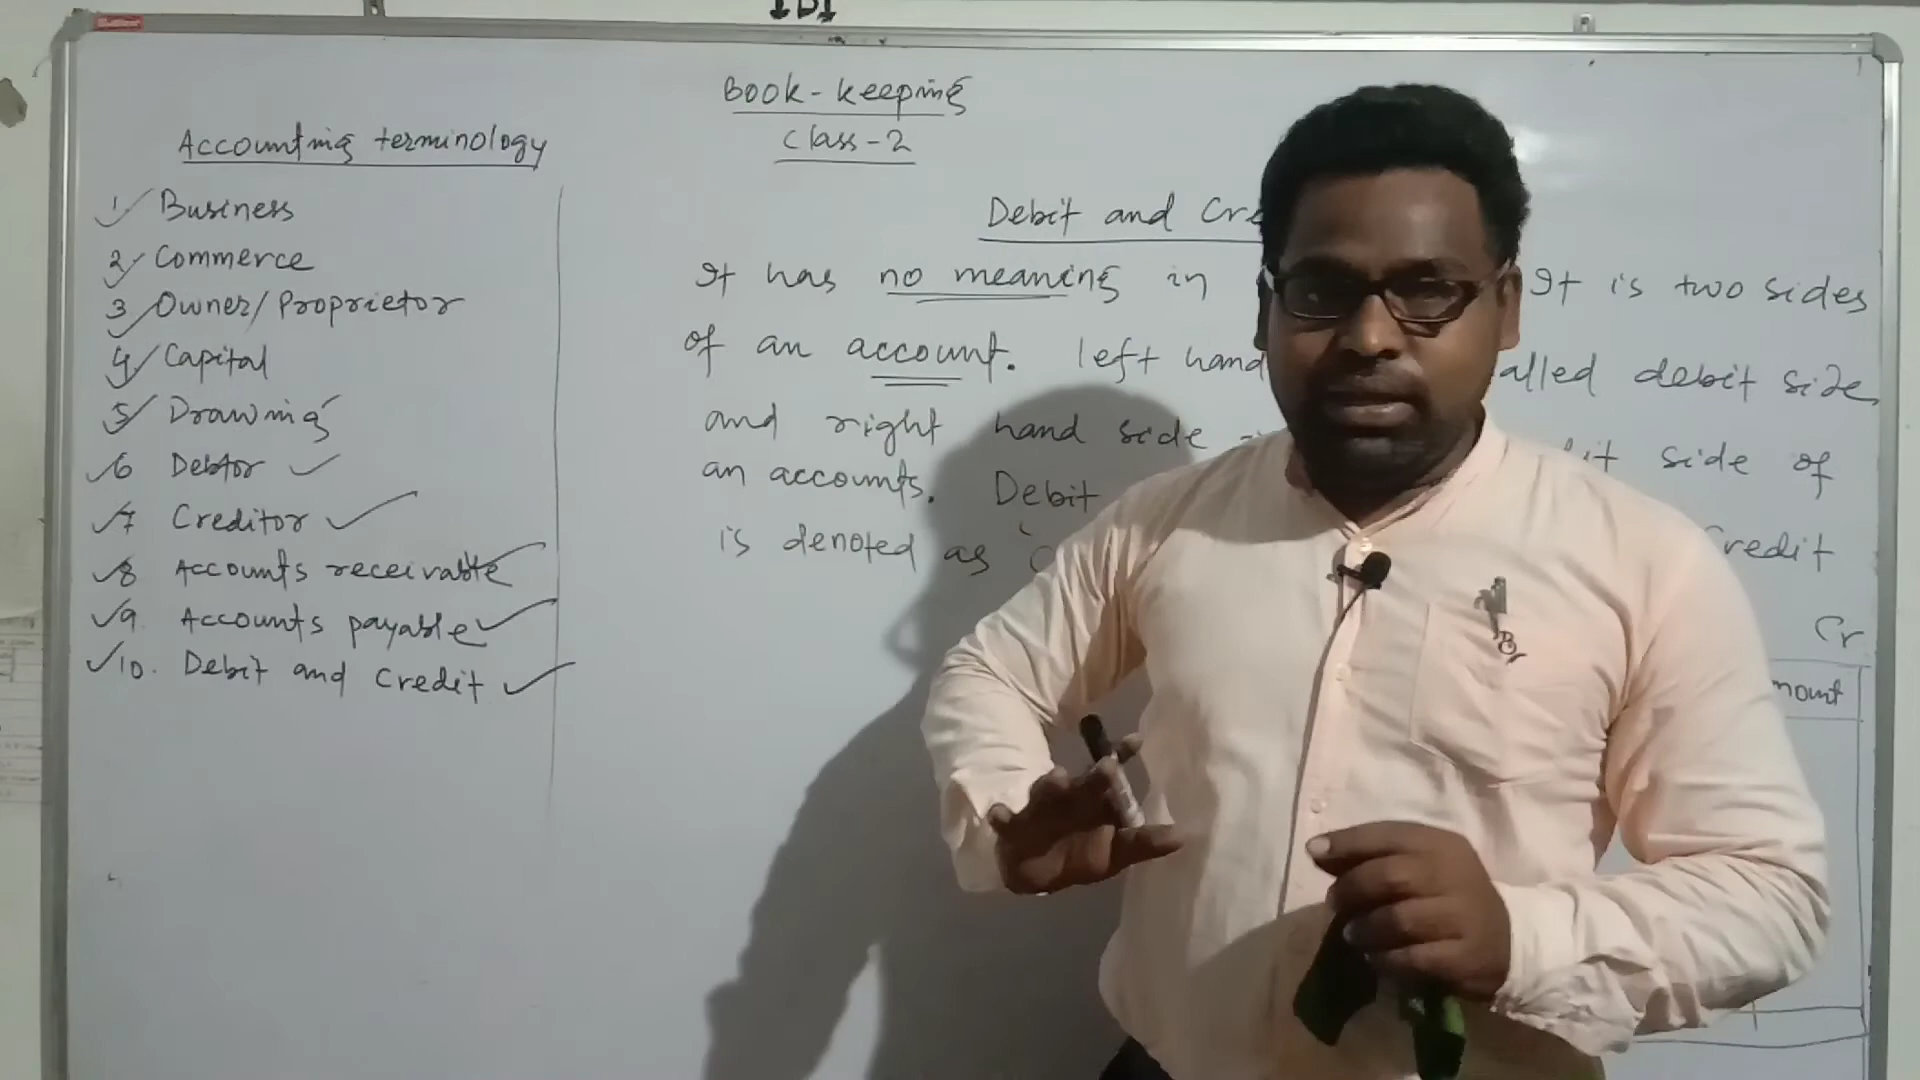 Book-keeping
Class-2
Accounting terminology
1 Business
2 Commerce
3 Owner/Proprietor
4 Capital
5 Drawing
6 Debtor
7 Creditor
8 Accounts receivable
9. Accounts payable
10. Debit and Credit
Debit and Cre
It has no meaning in It is two sides
of an account. left hand alled debit side
and right hand side it side of
an accounts. Debit
is denoted as redit
Cr
mount